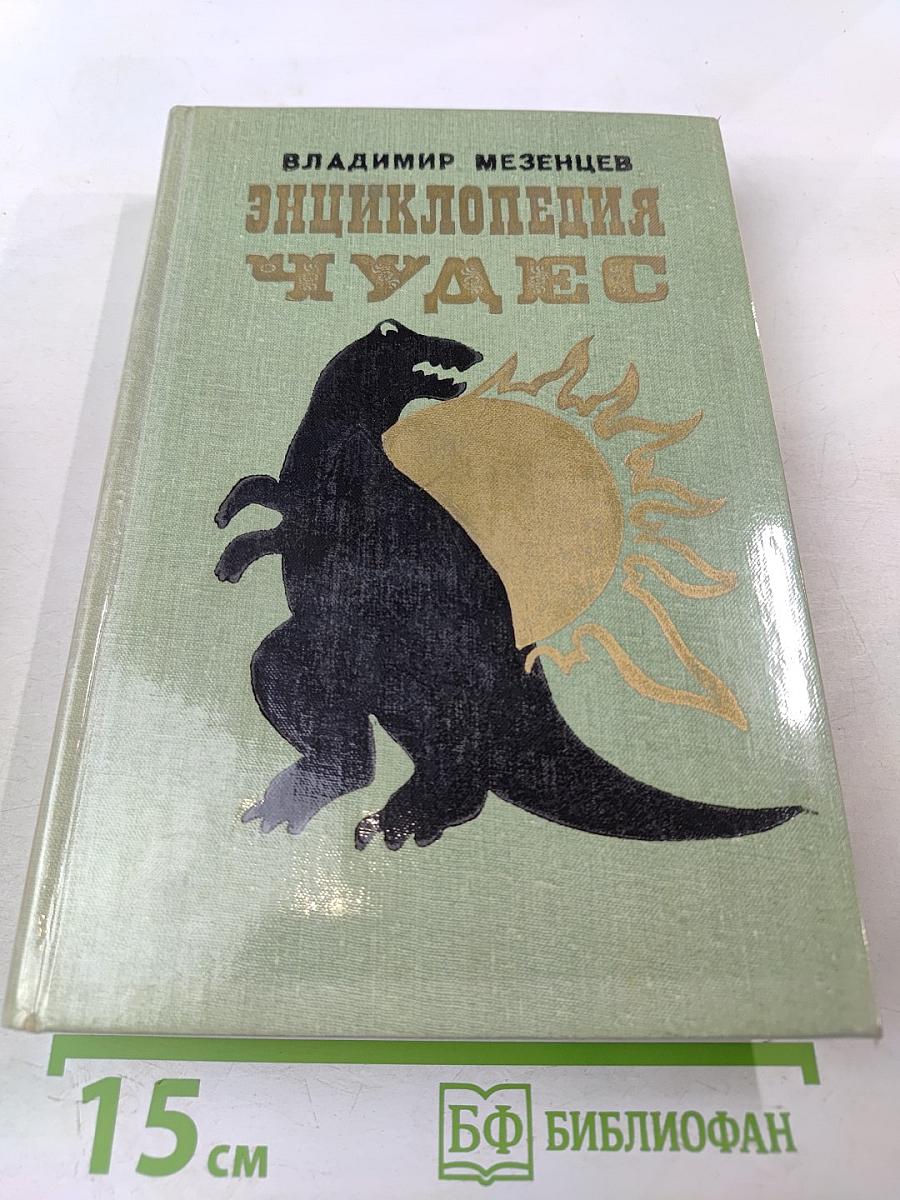 ВЛАДИМИР МЕЗЕНЦЕВ
ЭНЦИКЛОПЕДИЯ
ЧУДЕС
15 см
БФ БИБЛИОФАН